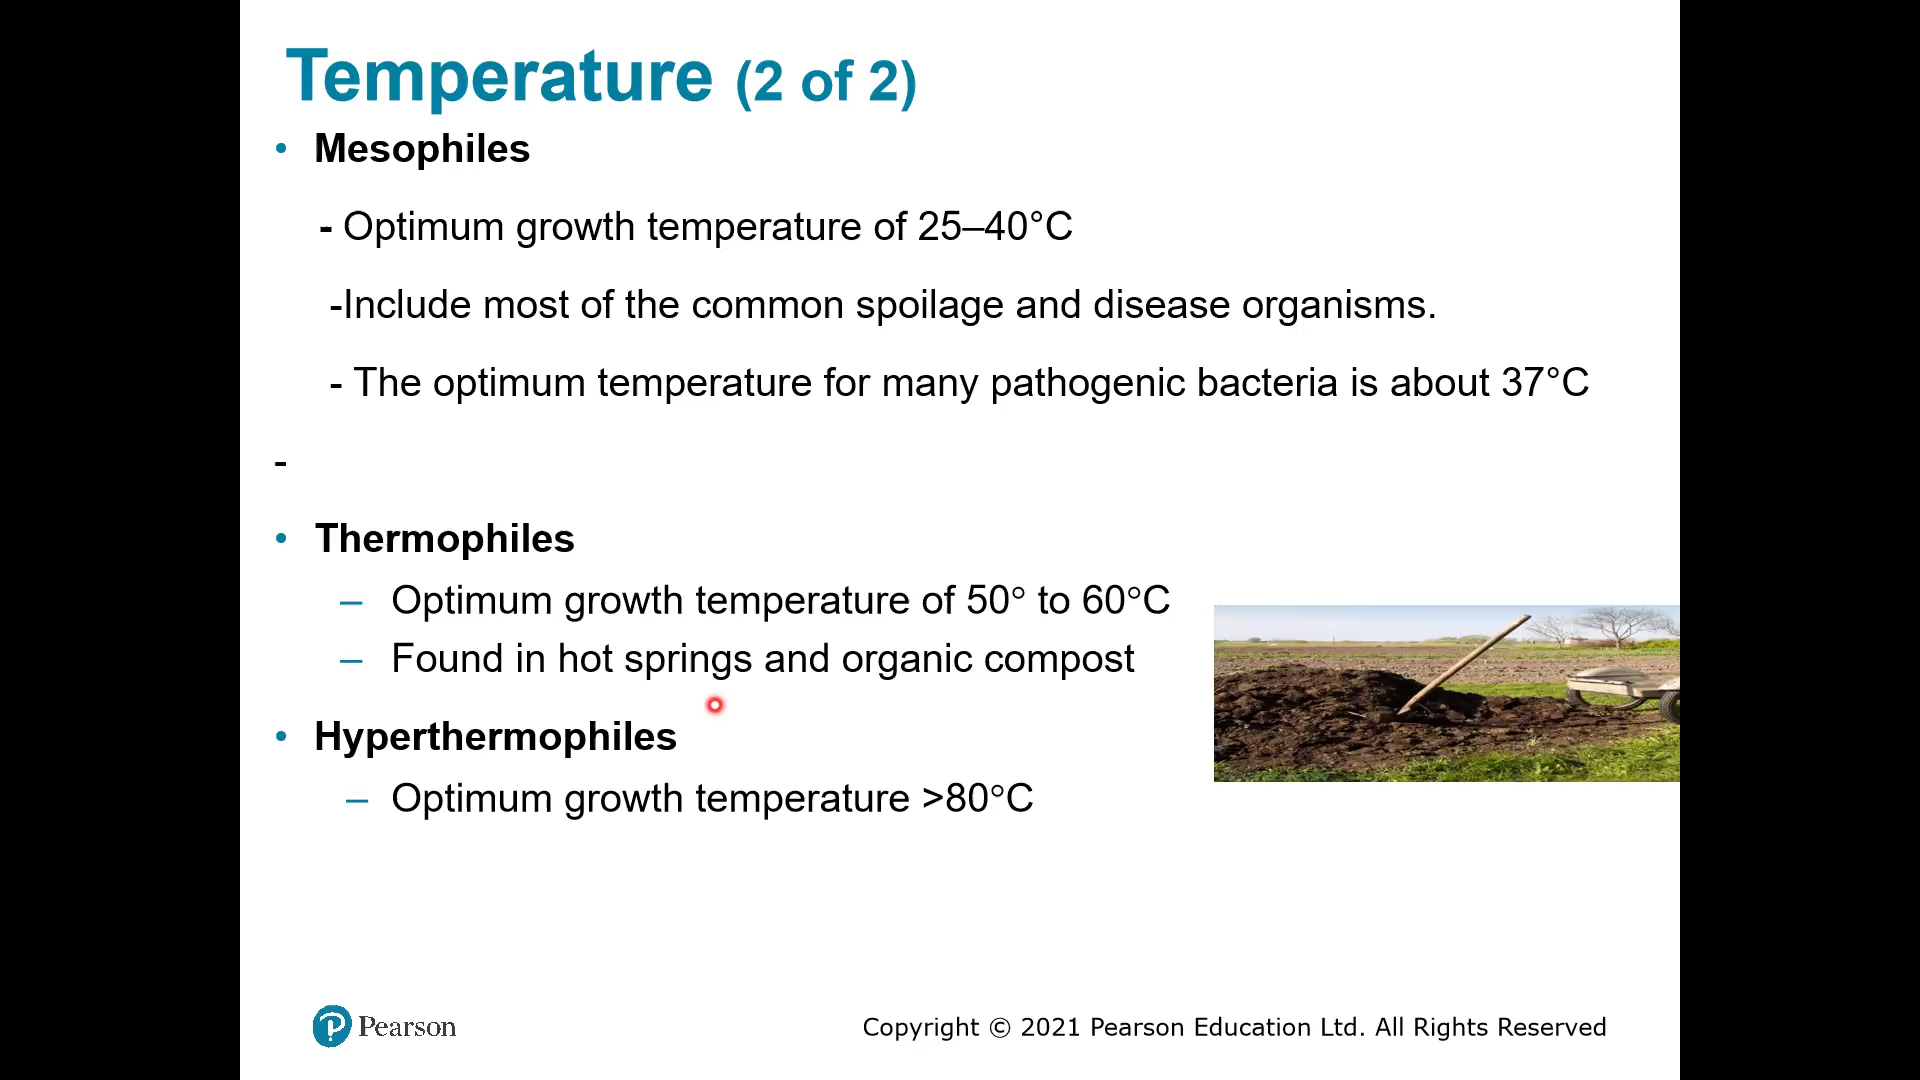 Temperature (2 of 2)
• Mesophiles
- Optimum growth temperature of 25–40°C
-Include most of the common spoilage and disease organisms.
- The optimum temperature for many pathogenic bacteria is about 37°C
-
• Thermophiles
– Optimum growth temperature of 50° to 60°C
– Found in hot springs and organic compost
• Hyperthermophiles
– Optimum growth temperature >80°C
Pearson
Copyright © 2021 Pearson Education Ltd. All Rights Reserved